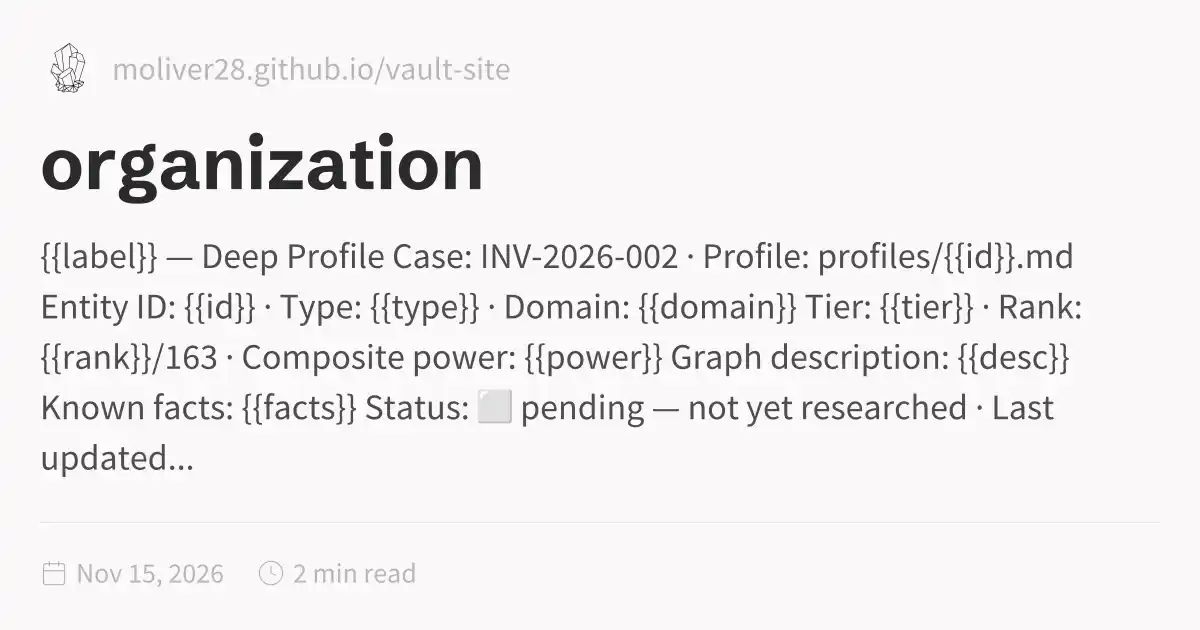 moliver28.github.io/vault-site
organization
{{label}} — Deep Profile Case: INV-2026-002 · Profile: profiles/{{id}}.md
Entity ID: {{id}} · Type: {{type}} · Domain: {{domain}} Tier: {{tier}} · Rank:
{{rank}}/163 · Composite power: {{power}} Graph description: {{desc}}
Known facts: {{facts}} Status: ⬜ pending — not yet researched · Last
updated...
Nov 15, 2026 2 min read